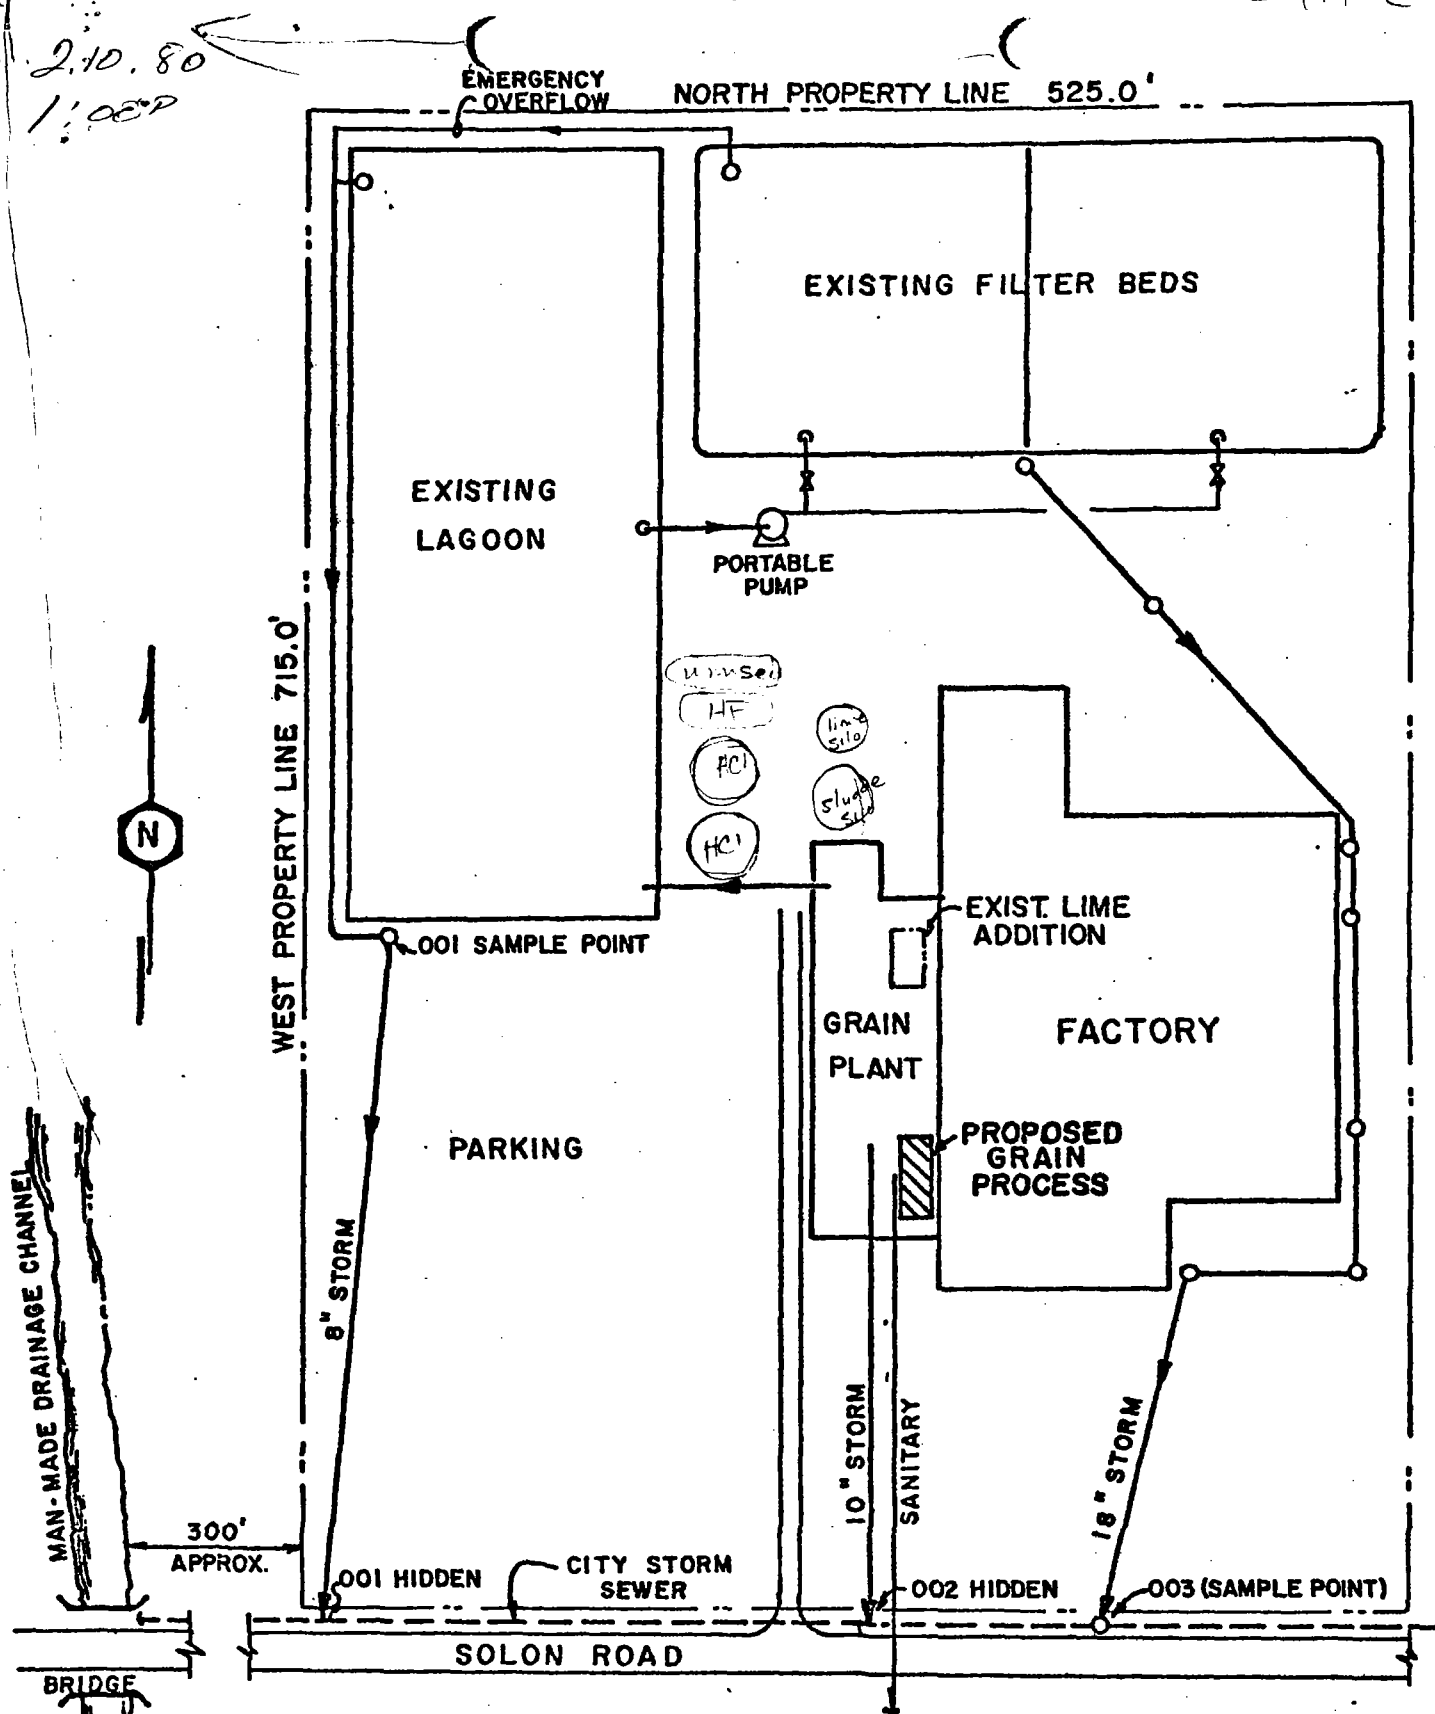 2.10.80
1:08P
EMERGENCY
OVERFLOW
NORTH PROPERTY LINE 525.0'
EXISTING FILTER BEDS
EXISTING
LAGOON
PORTABLE
PUMP
WEST PROPERTY LINE 715.0'
HF
HCl
HCl
lime
silo
sludge
silo
N
EXIST. LIME
ADDITION
001 SAMPLE POINT
GRAIN
PLANT
FACTORY
PARKING
PROPOSED
GRAIN
PROCESS
MAN-MADE DRAINAGE CHANNEL
8" STORM
10" STORM
SANITARY
18" STORM
300'
APPROX.
001 HIDDEN
CITY STORM
SEWER
002 HIDDEN
003 (SAMPLE POINT)
SOLON ROAD
BRIDGE